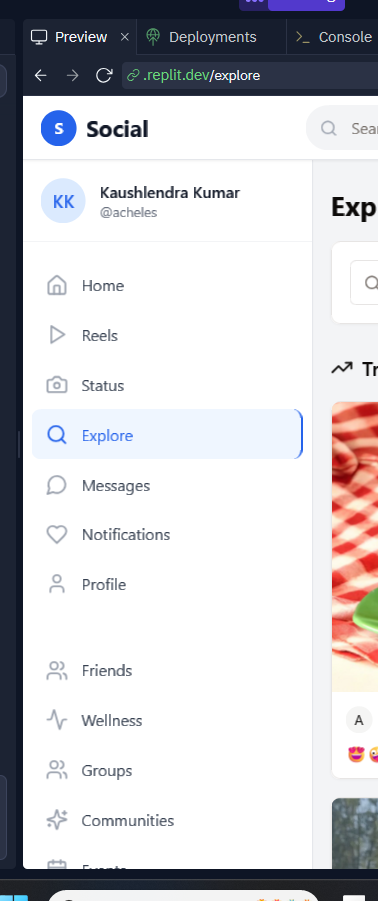 Preview
Deployments
Console
.replit.dev/explore
S
Social
KK
Kaushlendra Kumar
@acheles
Home
Reels
Status
Explore
Messages
Notifications
Profile
Friends
Wellness
Groups
Communities
Events
Sear
Exp
Tr
A